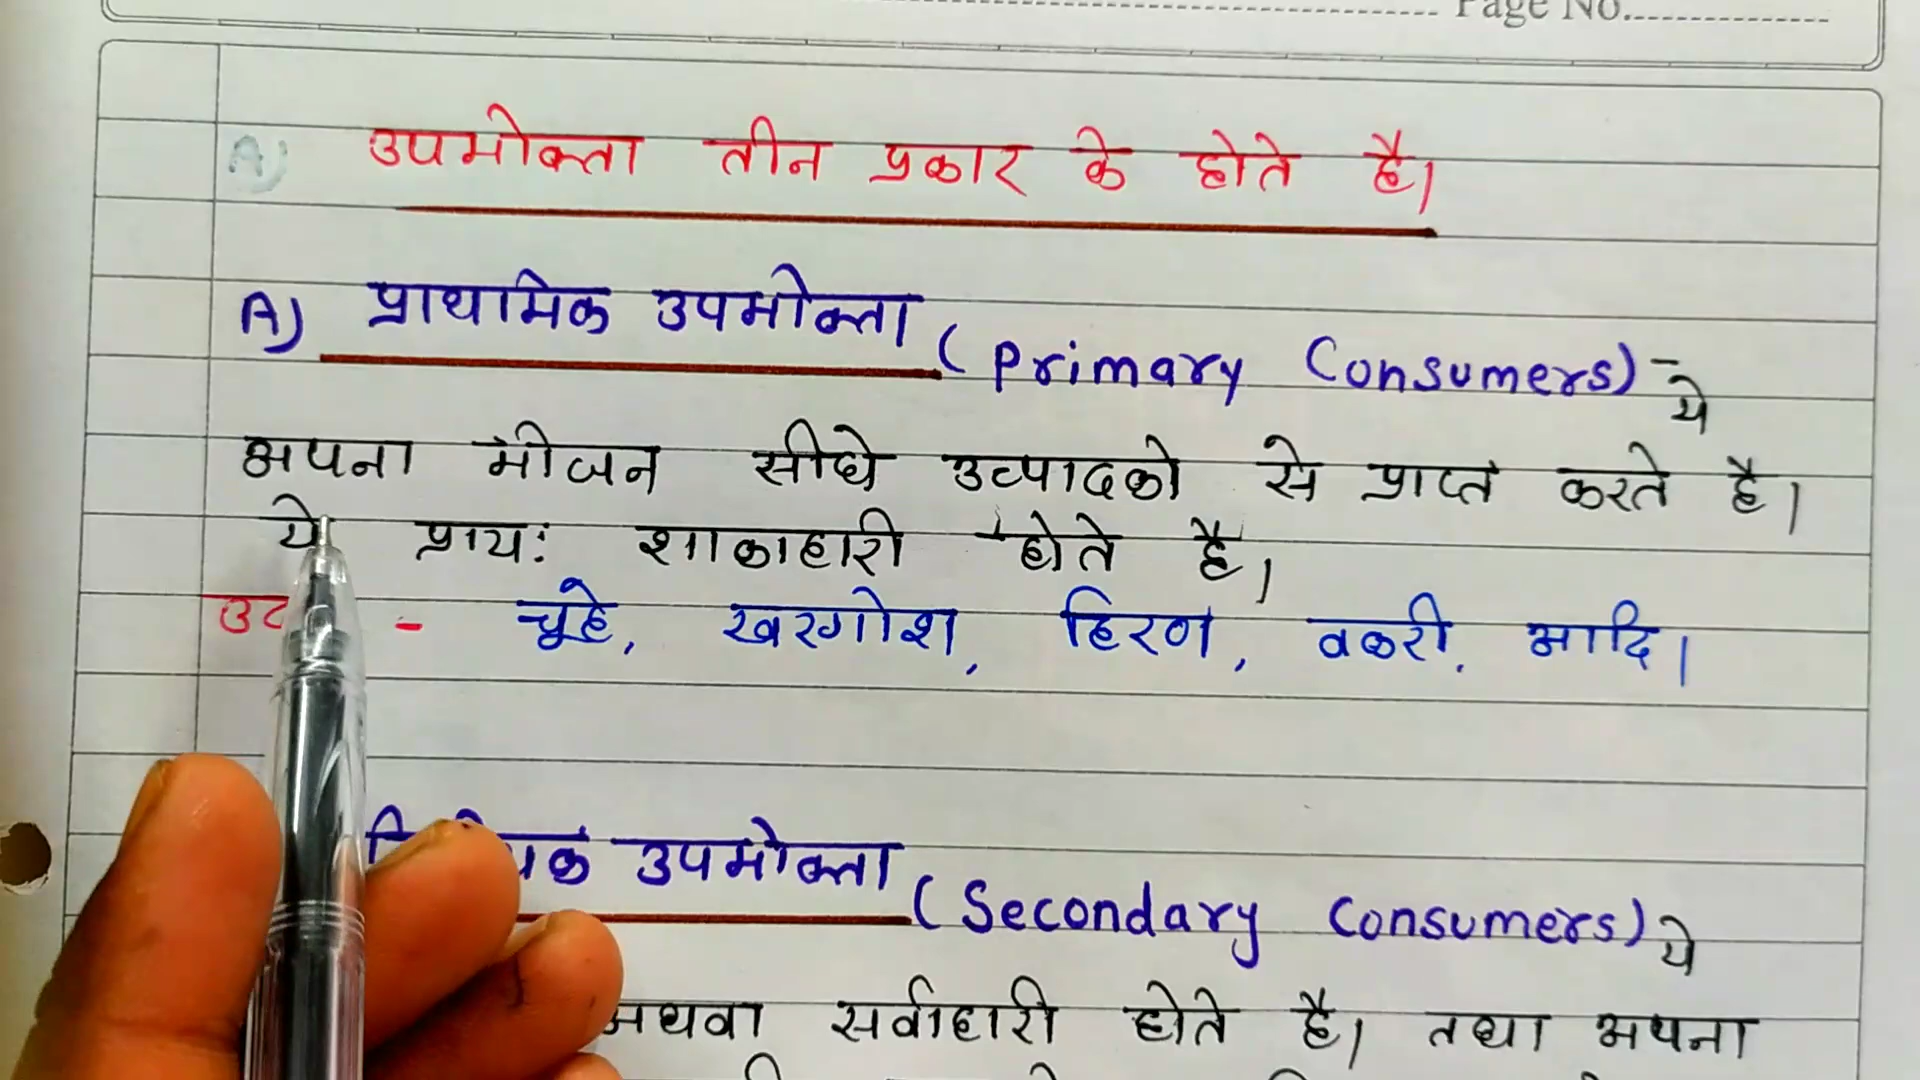 Page No.
A) उपभोक्ता तीन प्रकार के होते है।
A) प्राथमिक उपभोक्ता (Primary Consumers) - ये
अपना भोजन सीधे उत्पादको से प्राप्त करते है।
ये प्राय: शाकाहारी होते है।
- चूहे, खरगोश, हिरण, वकरी, आदि।
उपभोक्ता (Secondary Consumers) ये
अथवा सर्वाहारी होते है। तथा अपना